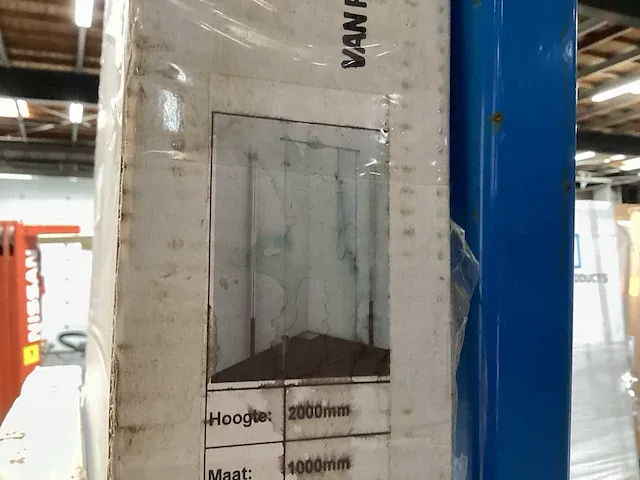 VAN
Hoogte: 2000mm
Maat: 1000mm
NISSAN